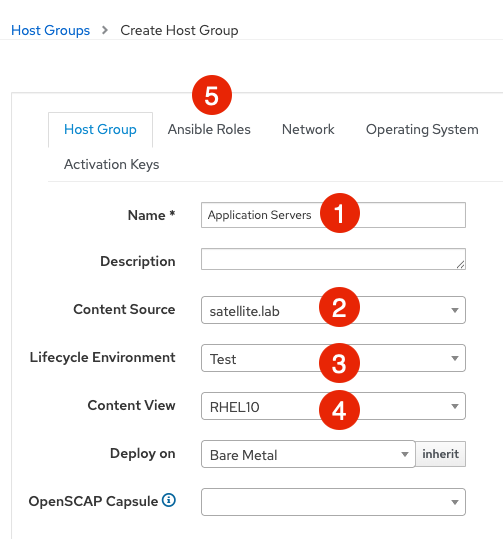 Host Groups > Create Host Group
5
Host Group Ansible Roles Network Operating System
Activation Keys
Name * Application Servers 1
Description
Content Source satellite.lab 2
Lifecycle Environment Test 3
Content View RHEL10 4
Deploy on Bare Metal inherit
OpenSCAP Capsule